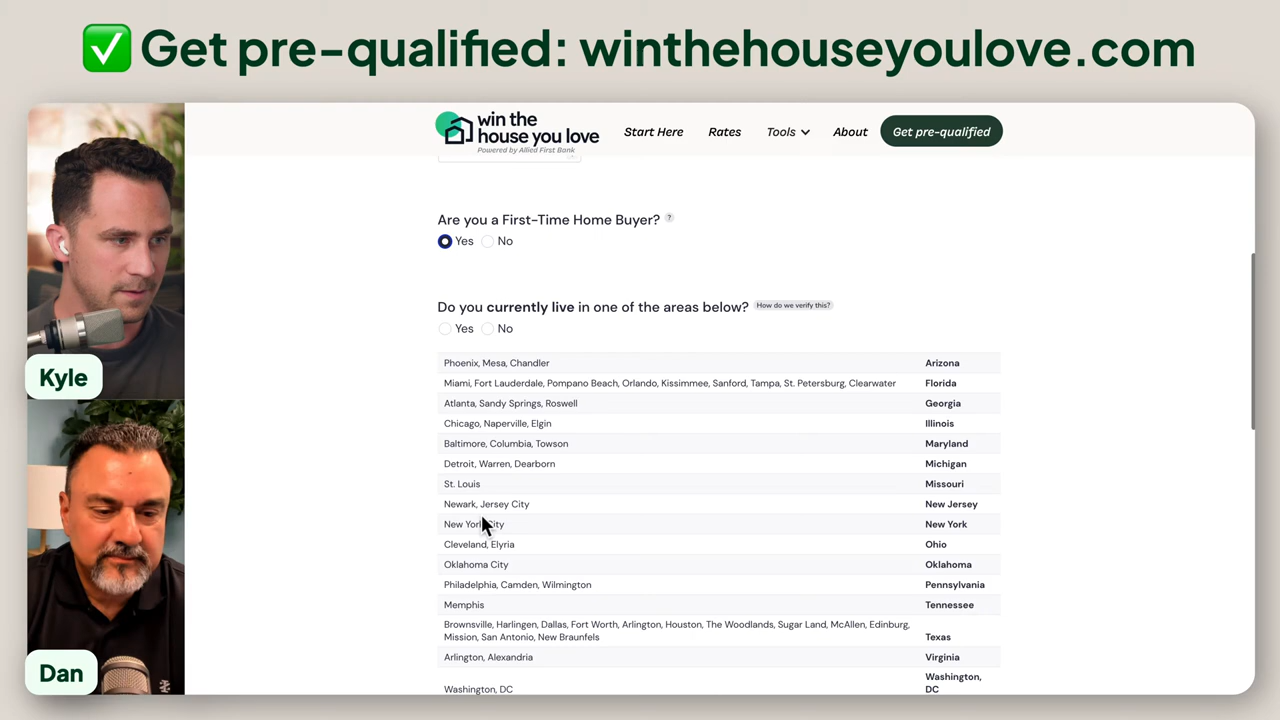 ✅ Get pre-qualified: winthehouseyoulove.com
win the
house you love
Powered by Allied First Bank
Start Here
Rates
Tools
About
Get pre-qualified
Are you a First-Time Home Buyer? ?
Yes No
Do you currently live in one of the areas below? How do we verify this?
Yes No
Phoenix, Mesa, Chandler Arizona
Miami, Fort Lauderdale, Pompano Beach, Orlando, Kissimmee, Sanford, Tampa, St. Petersburg, Clearwater Florida
Atlanta, Sandy Springs, Roswell Georgia
Chicago, Naperville, Elgin Illinois
Baltimore, Columbia, Towson Maryland
Detroit, Warren, Dearborn Michigan
St. Louis Missouri
Newark, Jersey City New Jersey
New York City New York
Cleveland, Elyria Ohio
Oklahoma City Oklahoma
Philadelphia, Camden, Wilmington Pennsylvania
Memphis Tennessee
Brownsville, Harlingen, Dallas, Fort Worth, Arlington, Houston, The Woodlands, Sugar Land, McAllen, Edinburg,
Mission, San Antonio, New Braunfels Texas
Arlington, Alexandria Virginia
Washington,
Washington, DC DC
Kyle
Dan